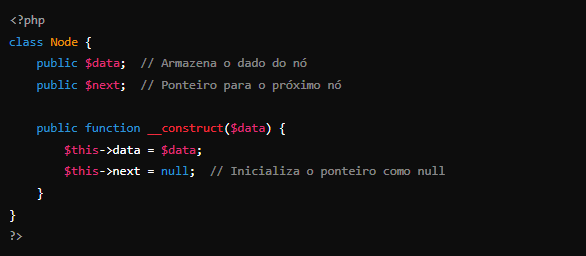 <?php
class Node {
    public $data;  // Armazena o dado do nó
    public $next;  // Ponteiro para o próximo nó

    public function __construct($data) {
        $this->data = $data;
        $this->next = null;  // Inicializa o ponteiro como null
    }
}
?>